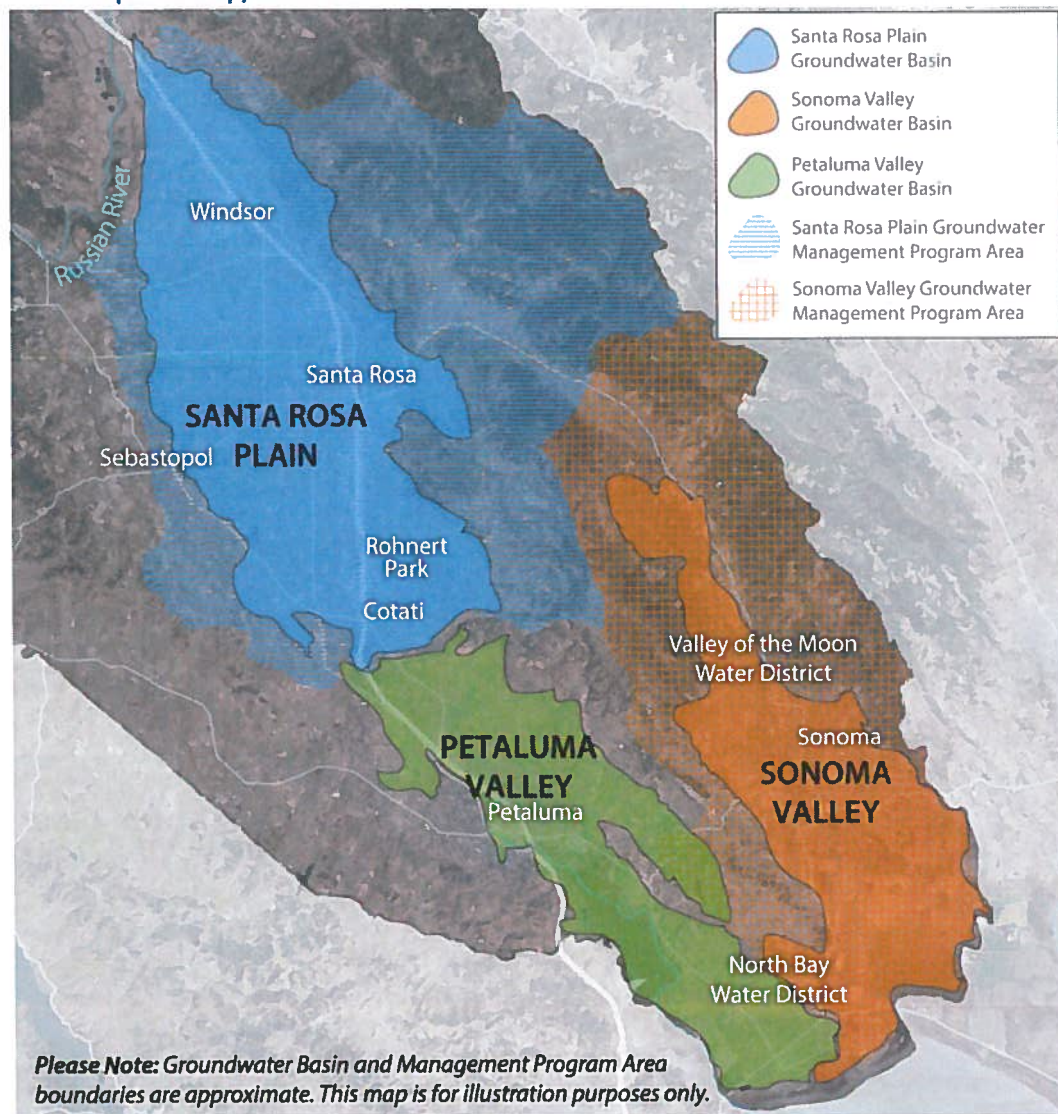 Santa Rosa Plain
Groundwater Basin
Sonoma Valley
Groundwater Basin
Petaluma Valley
Groundwater Basin
Santa Rosa Plain Groundwater
Management Program Area
Sonoma Valley Groundwater
Management Program Area
Russian River
Windsor
Santa Rosa
SANTA ROSA
PLAIN
Sebastopol
Rohnert
Park
Cotati
Valley of the Moon
Water District
Sonoma
SONOMA
VALLEY
PETALUMA
VALLEY
Petaluma
North Bay
Water District
Please Note: Groundwater Basin and Management Program Area
boundaries are approximate. This map is for illustration purposes only.